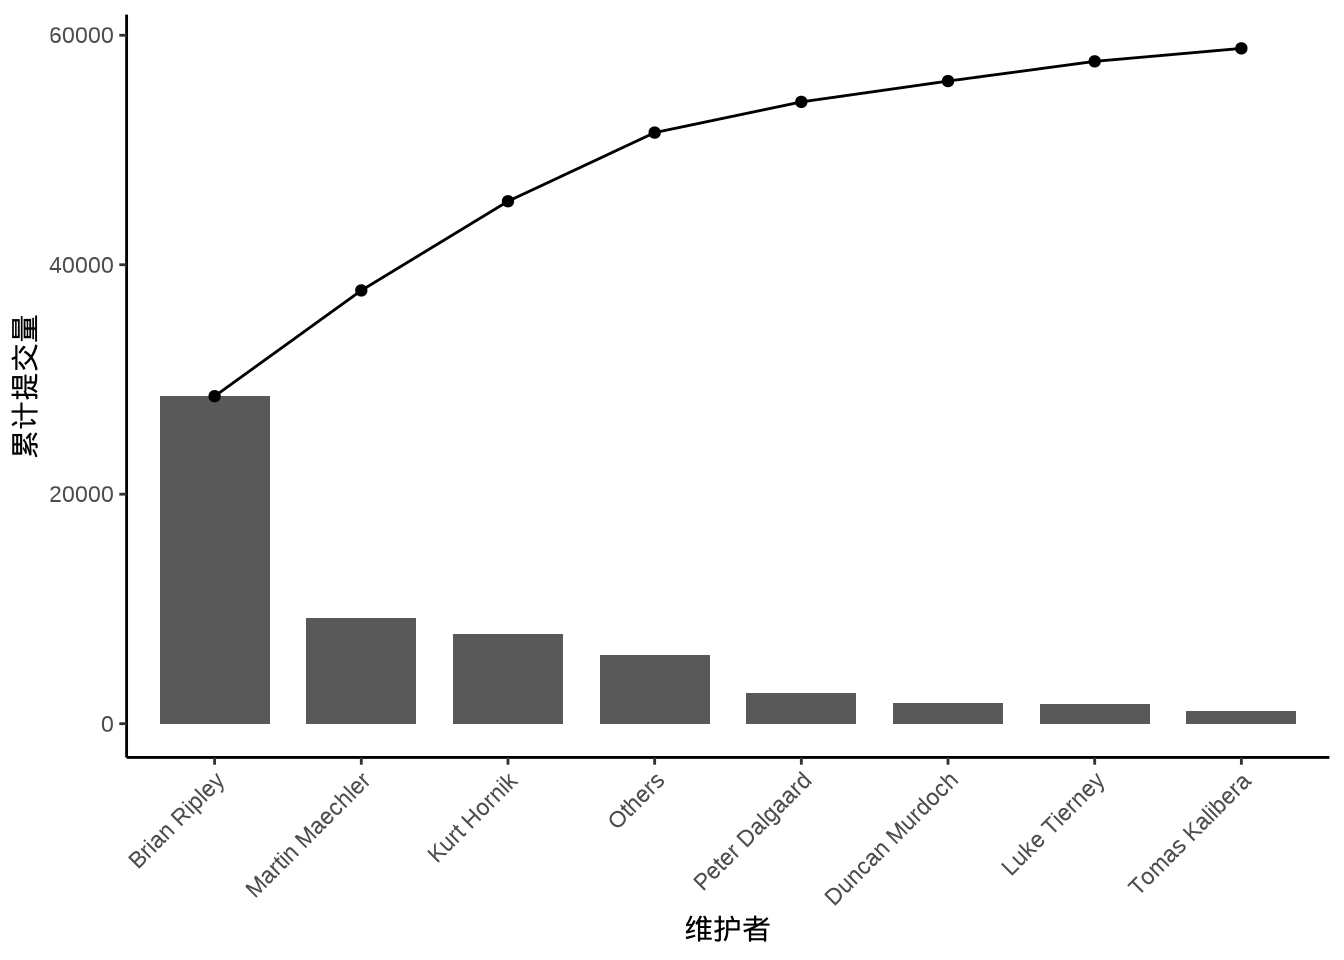 60000
40000
20000
0
累计提交量
Brian Ripley
Martin Maechler
Kurt Hornik
Others
Peter Dalgaard
Duncan Murdoch
Luke Tierney
Tomas Kalibera
维护者